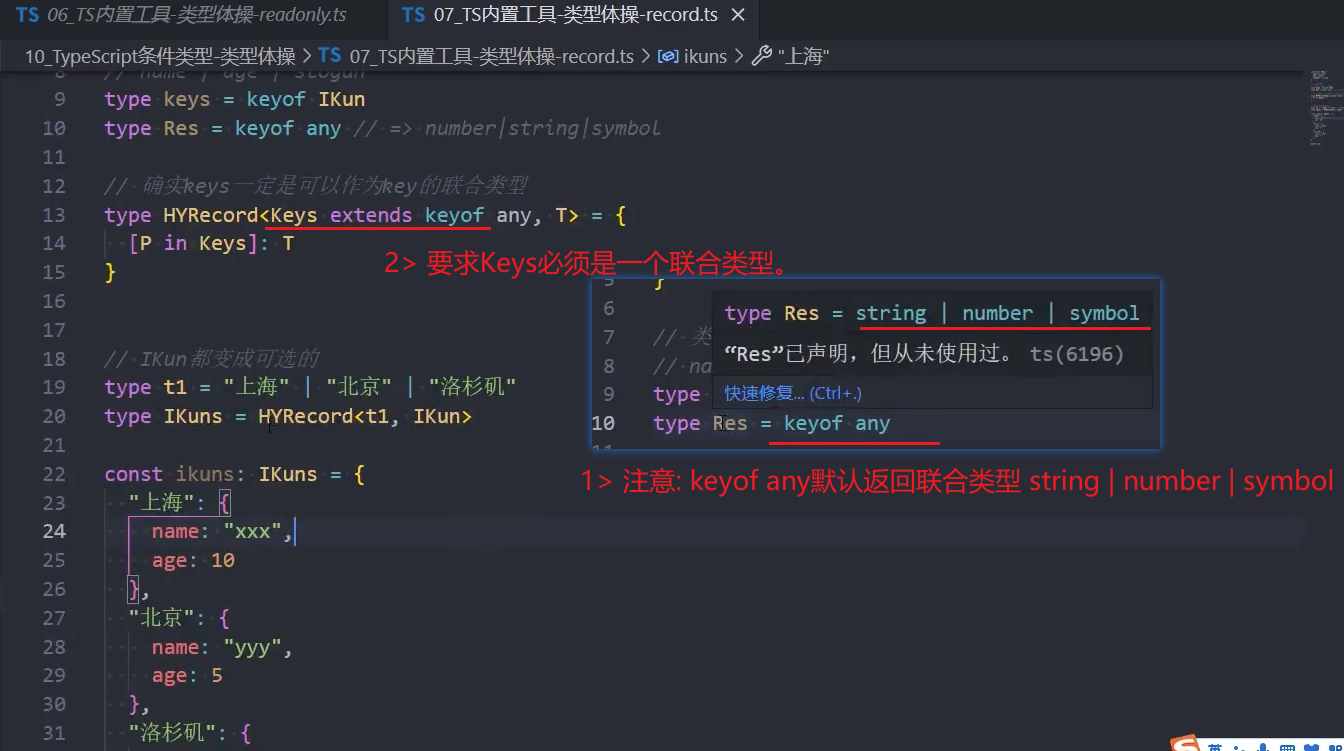 TS 06_TS内置工具-类型体操-readonly.ts TS 07_TS内置工具-类型体操-record.ts ×
10_TypeScript条件类型-类型体操 > TS 07_TS内置工具-类型体操-record.ts > ikuns > "上海"
8 // name | age | slogan
9 type keys = keyof IKun
10 type Res = keyof any // => number|string|symbol
11
12 // 确实keys一定是可以作为key的联合类型
13 type HYRecord<Keys extends keyof any, T> = {
14 [P in Keys]: T
15 }
16
17
18 // IKun都变成可选的
19 type t1 = "上海" | "北京" | "洛杉矶"
20 type IKuns = HYRecord<t1, IKun>
21
22 const ikuns: IKuns = {
23 "上海": {
24 name: "xxx",
25 age: 10
26 },
27 "北京": {
28 name: "yyy",
29 age: 5
30 },
31 "洛杉矶": {
2> 要求Keys必须是一个联合类型。
5 }
6
7 // 类
8 // na
9 type
10 type Res = keyof any
11
type Res = string | number | symbol
“Res”已声明，但从未使用过。 ts(6196)
快速修复... (Ctrl+.)
1> 注意: keyof any默认返回联合类型 string | number | symbol
英